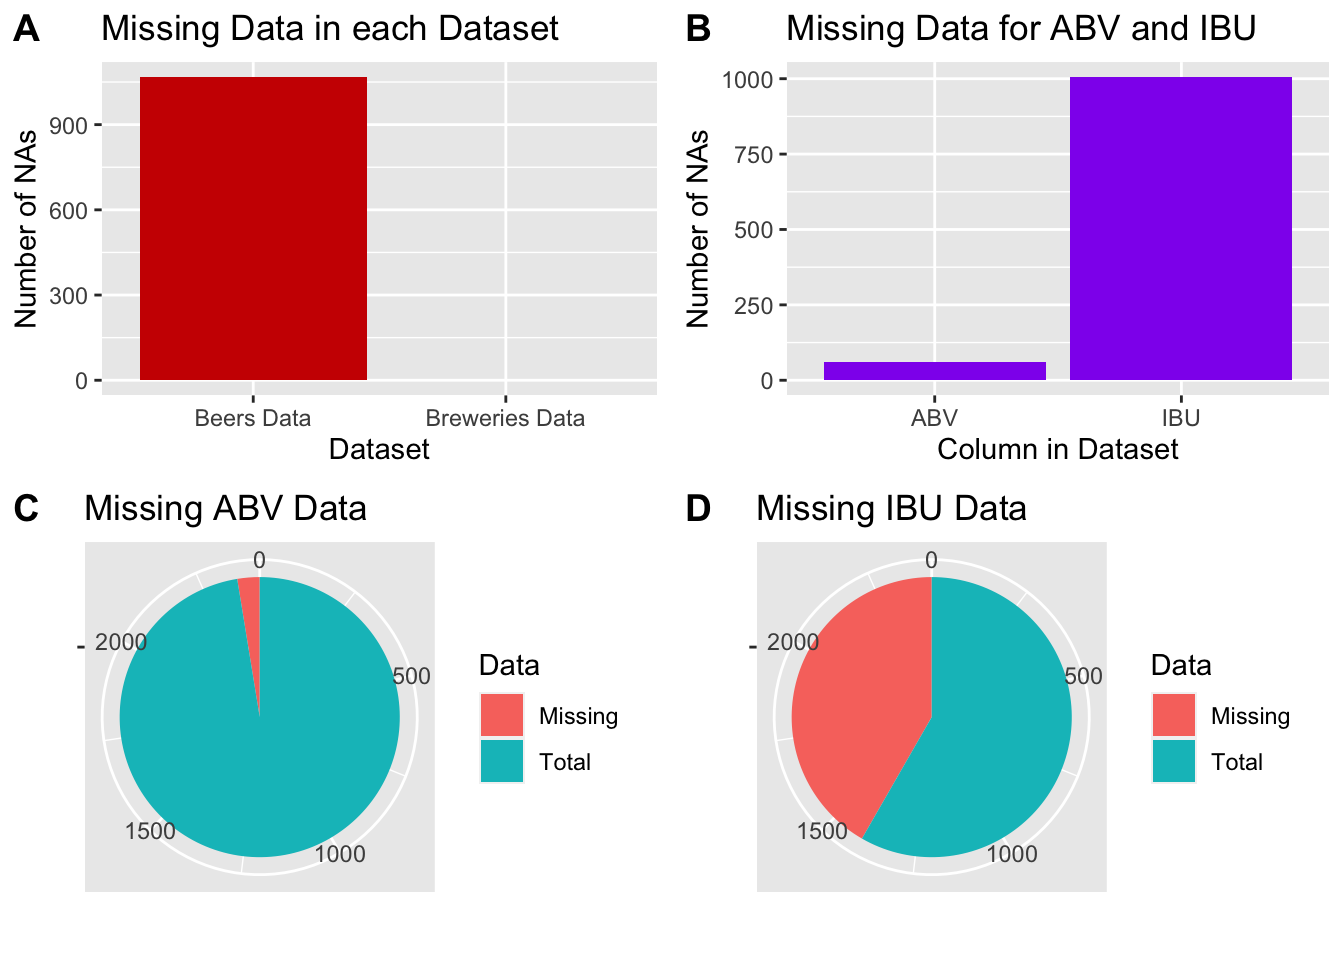 A Missing Data in each Dataset
Number of NAs
900
600
300
0
Beers Data Breweries Data
Dataset
B Missing Data for ABV and IBU
Number of NAs
1000
750
500
250
0
ABV IBU
Column in Dataset
C Missing ABV Data
0
500
1000
1500
2000
Data
Missing
Total
D Missing IBU Data
0
500
1000
1500
2000
Data
Missing
Total